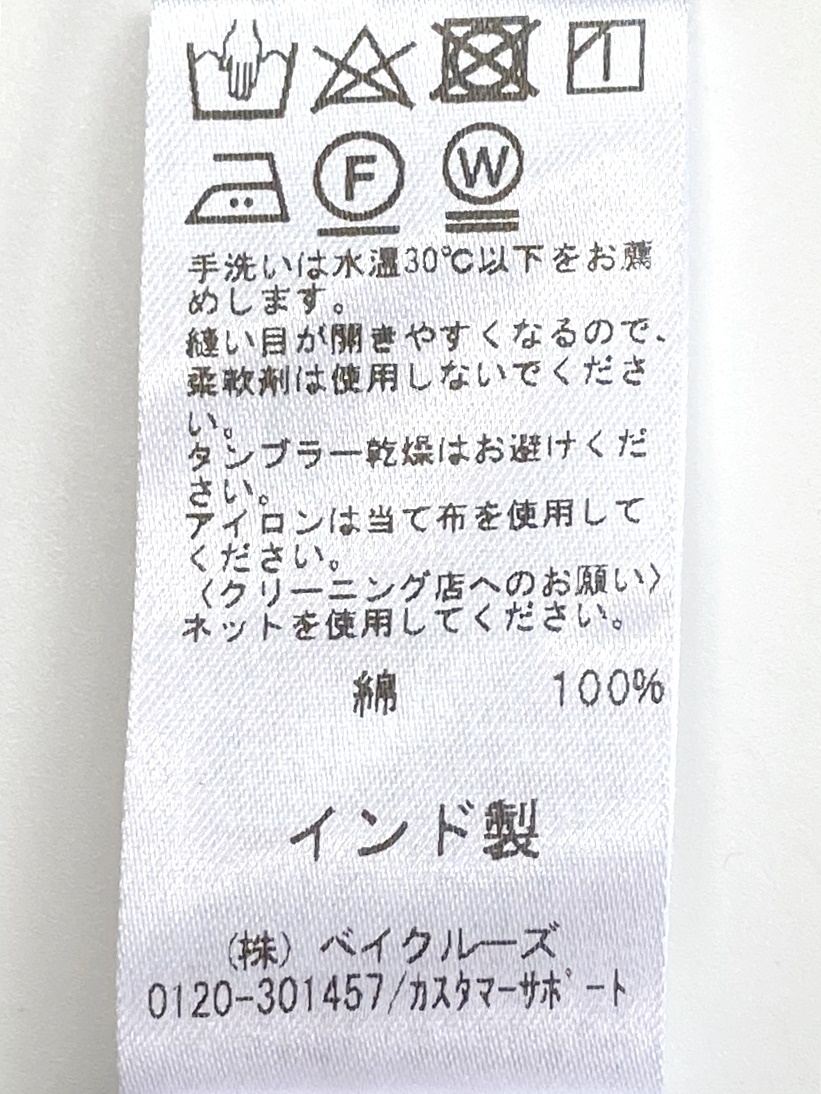 F W
手洗いは水温30℃以下をお薦
めします。
縫い目が開きやすくなるので、
柔軟剤は使用しないでくださ
い。
タンブラー乾燥はお避けくだ
さい。
アイロンは当て布を使用して
ください。
〈クリーニング店へのお願い〉
ネットを使用してください。
綿 100%
インド製
(株) ベイクルーズ
0120-301457/カスタマーサポート